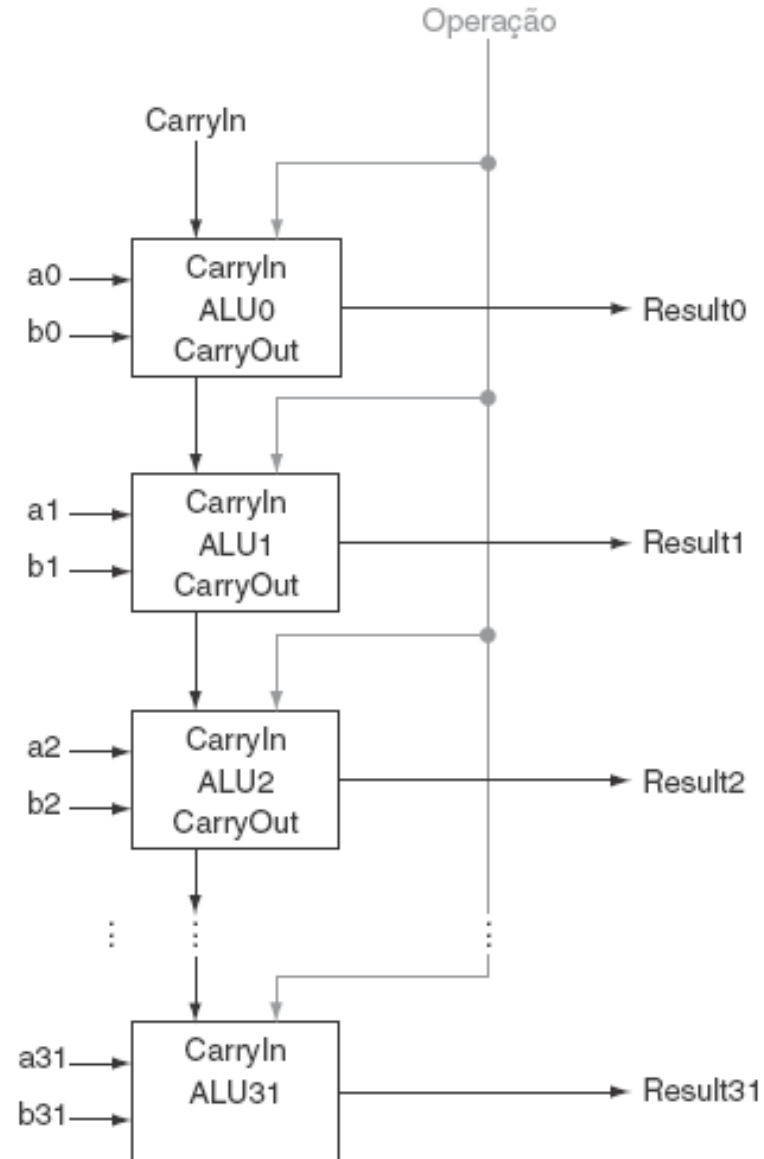 Operação
CarryIn
a0
b0
CarryIn
ALU0
CarryOut
Result0
a1
b1
CarryIn
ALU1
CarryOut
Result1
a2
b2
CarryIn
ALU2
CarryOut
Result2
a31
b31
CarryIn
ALU31
Result31